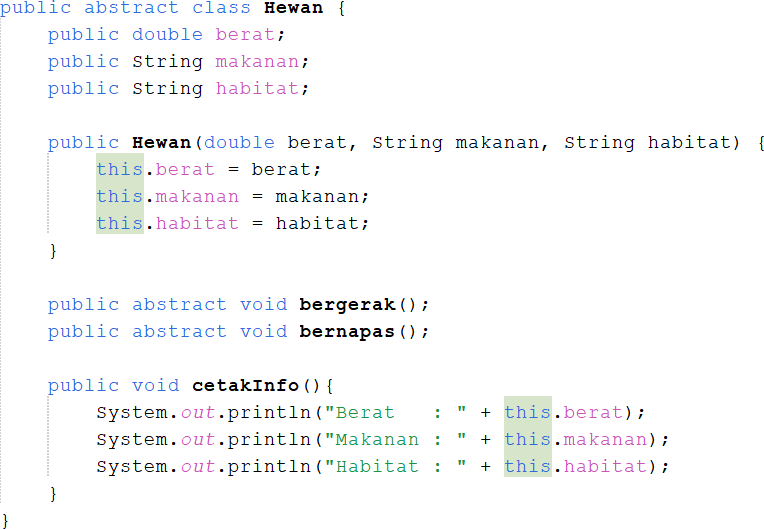 public abstract class Hewan {
    public double berat;
    public String makanan;
    public String habitat;

    public Hewan(double berat, String makanan, String habitat) {
        this.berat = berat;
        this.makanan = makanan;
        this.habitat = habitat;
    }

    public abstract void bergerak();
    public abstract void bernapas();

    public void cetakInfo(){
        System.out.println("Berat   : " + this.berat);
        System.out.println("Makanan : " + this.makanan);
        System.out.println("Habitat : " + this.habitat);
    }
}